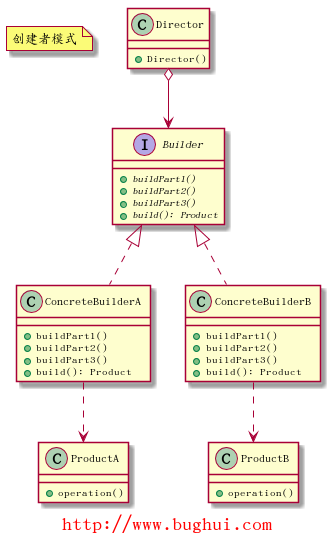 创建者模式
C Director
Director()
I Builder
buildPart1()
buildPart2()
buildPart3()
build(): Product
C ConcreteBuilderA
buildPart1()
buildPart2()
buildPart3()
build(): Product
C ConcreteBuilderB
buildPart1()
buildPart2()
buildPart3()
build(): Product
C ProductA
operation()
C ProductB
operation()
http://www.bughui.com